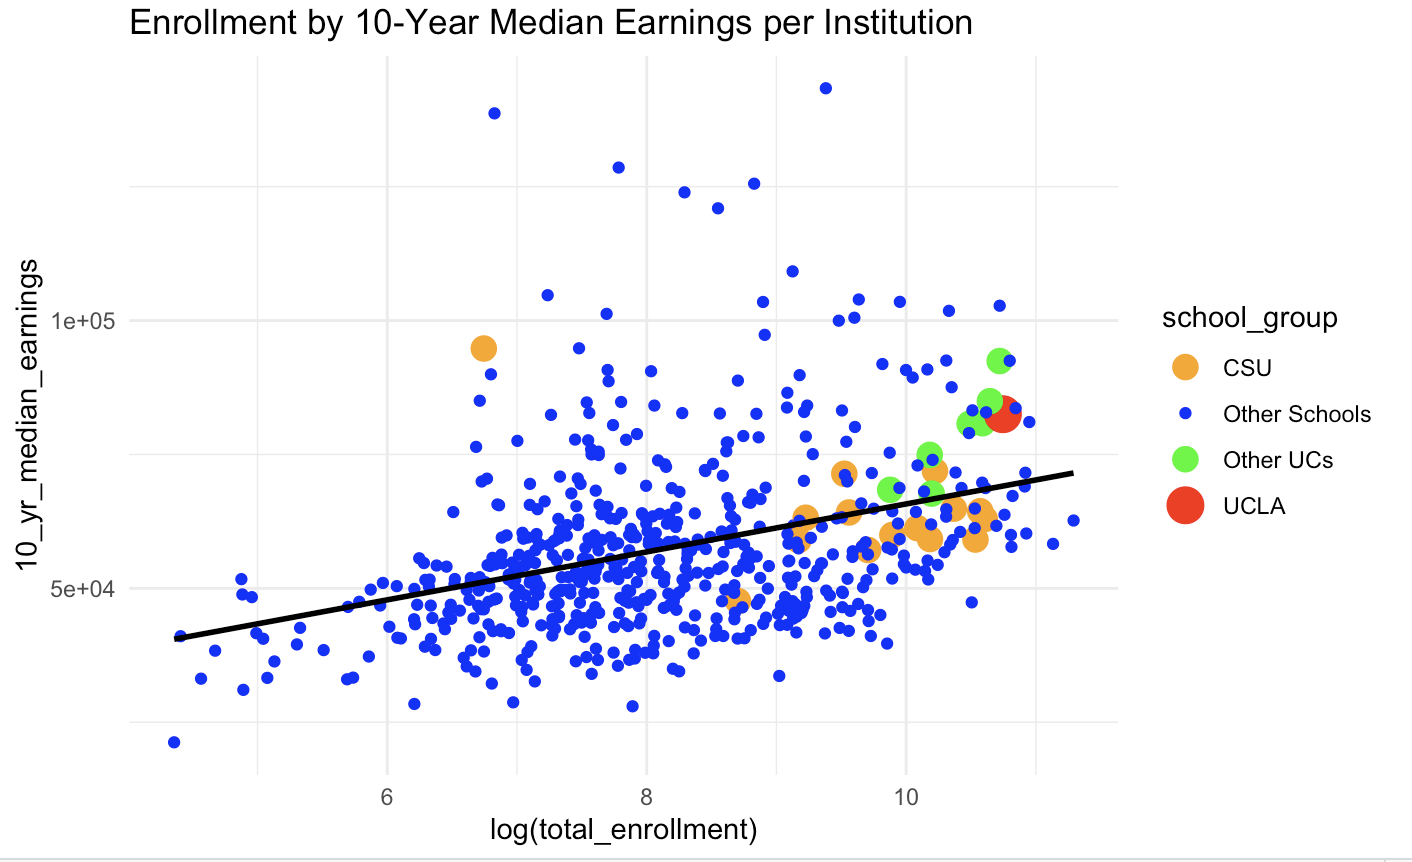 Enrollment by 10-Year Median Earnings per Institution
10_yr_median_earnings
1e+05
5e+04
6
8
10
log(total_enrollment)
school_group
CSU
Other Schools
Other UCs
UCLA